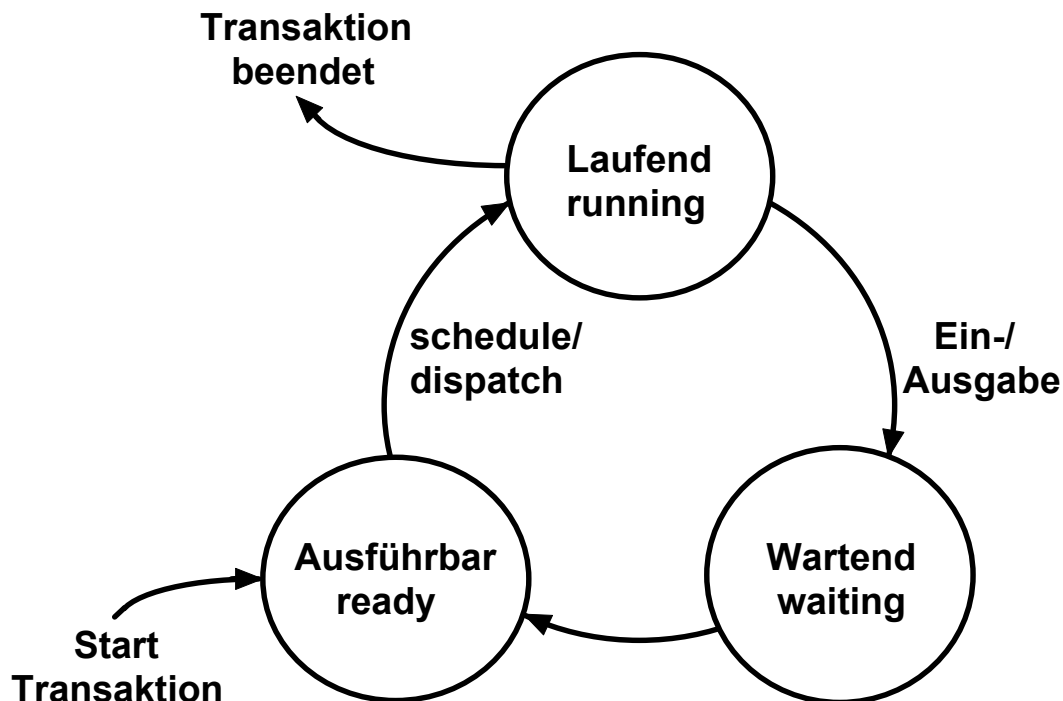 Transaktion
beendet
Laufend
running
schedule/
dispatch
Ein-/
Ausgabe
Ausführbar
ready
Wartend
waiting
Start
Transaktion